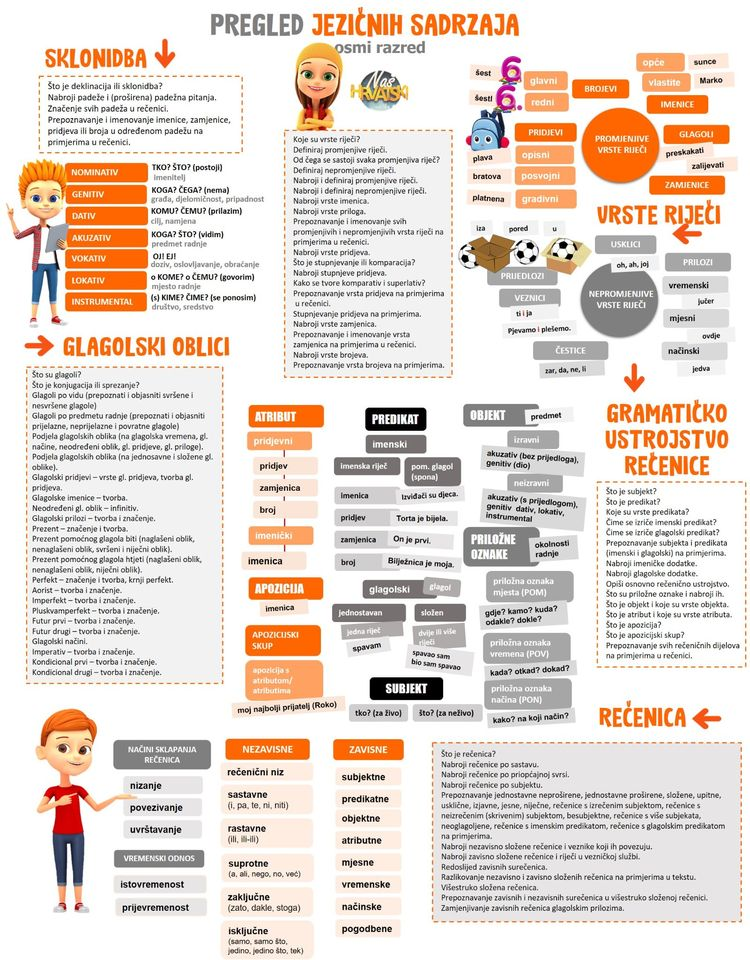 PREGLED JEZIČNIH SADRZAJA
osmi razred
SKLONIDBA
Što je deklinacija ili sklonidba?
Nabroji padeže i (proširena) padežna pitanja.
Značenje svih padeža u rečenici.
Prepoznavanje i imenovanje imenice, zamjenice,
pridjeva ili broja u određenom padežu na
primjerima u rečenici.
NOMINATIV
TKO? ŠTO? (postoji)
imenitelj
GENITIV
KOGA? ČEGA? (nema)
građa, djelomičnost, pripadnost
DATIV
KOMU? ČEMU? (prilazim)
cilj, namjena
AKUZATIV
KOGA? ŠTO? (vidim)
predmet radnje
VOKATIV
OJ! EJ!
doziv, oslovljavanje, obraćanje
LOKATIV
o KOME? o ČEMU? (govorim)
mjesto radnje
INSTRUMENTAL
(s) KIME? ČIME? (se ponosim)
društvo, sredstvo
Naš
HRVATSKI
Koje su vrste riječi?
Definiraj promjenjive riječi.
Od čega se sastoji svaka promjenjiva riječ?
Definiraj nepromjenjive riječi.
Nabroji i definiraj promjenjive riječi.
Nabroji i definiraj nepromjenjive riječi.
Nabroji vrste imenica.
Nabroji vrste priloga.
Prepoznavanje i imenovanje svih
promjenjivih i nepromjenjivih vrsta riječi na
primjerima u rečenici.
Nabroji vrste pridjeva.
Što je stupnjevanje ili komparacija?
Nabroji stupnjeve pridjeva.
Kako se tvore komparativ i superlativ?
Prepoznavanje vrsta pridjeva na primjerima
u rečenici.
Stupnjevanje pridjeva na primjerima.
Nabroji vrste zamjenica.
Prepoznavanje i imenovanje vrsta
zamjenica na primjerima u rečenici.
Nabroji vrste brojeva.
Prepoznavanje vrsta brojeva na primjerima.
šest
6
glavni
šesti
6.
redni
BROJEVI
opće
sunce
vlastite
Marko
IMENICE
PRIDJEVI
plava
opisni
bratova
posvojni
platnena
gradivni
PROMJENJIVE
VRSTE RIJEČI
GLAGOLI
preskakati
zalijevati
ZAMJENICE
VRSTE RIJEČI
iza
pored
u
PRIJEDLOZI
USKLICI
oh, ah, joj
PRILOZI
vremenski
jučer
mjesni
ovdje
načinski
jedva
VEZNICI
ti i ja
Pjevamo i plešemo.
NEPROMJENJIVE
VRSTE RIJEČI
ČESTICE
zar, da, ne, li
GLAGOLSKI OBLICI
Što su glagoli?
Što je konjugacija ili sprezanje?
Glagoli po vidu (prepoznati i objasniti svršene i
nesvršene glagole)
Glagoli po predmetu radnje (prepoznati i objasniti
prijelazne, neprijelazne i povratne glagole)
Podjela glagolskih oblika (na glagolska vremena, gl.
načine, neodređeni oblik, gl. pridjeve, gl. priloge).
Podjela glagolskih oblika (na jednosavne i složene gl.
oblike).
Glagolski pridjevi – vrste gl. pridjeva, tvorba gl.
pridjeva.
Glagolske imenice – tvorba.
Neodređeni gl. oblik – infinitiv.
Glagolski prilozi – tvorba i značenje.
Prezent – značenje i tvorba.
Prezent pomoćnog glagola biti (naglašeni oblik,
nenaglašeni oblik, svršeni i niječni oblik).
Prezent pomoćnog glagola htjeti (naglašeni oblik,
nenaglašeni oblik, niječni oblik).
Perfekt – značenje i tvorba, krnji perfekt.
Aorist – tvorba i značenje.
Imperfekt – tvorba i značenje.
Pluskvamperfekt – tvorba i značenje.
Futur prvi – tvorba i značenje.
Futur drugi – tvorba i značenje.
Glagolski načini.
Imperativ – tvorba i značenje.
Kondicional prvi – tvorba i značenje.
Kondicional drugi – tvorba i značenje.
ATRIBUT
pridjevni
pridjev
zamjenica
broj
imenički
imenica
APOZICIJA
imenica
APOZICIJSKI
SKUP
apozicija s
atributom/
atributima
moj najbolji prijatelj (Roko)
PREDIKAT
imenski
imenska riječ
pom. glagol
(spona)
imenica
Izviđači su djeca.
pridjev
Torta je bijela.
zamjenica
On je prvi.
broj
Bilježnica je moja.
glagolski
glagol
jednostavan
složen
jedna riječ
dvije ili više
riječi
spavam
spavao sam
bio sam spavao
SUBJEKT
tko? (za živo)
što? (za neživo)
OBJEKT
predmet
izravni
akuzativ (bez prijedloga),
genitiv (dio)
neizravni
akuzativ (s prijedlogom),
genitiv dativ, lokativ,
instrumental
PRILOŽNE
OZNAKE
okolnosti
radnje
priložna oznaka
mjesta (POM)
gdje? kamo? kuda?
odakle? dokle?
priložna oznaka
vremena (POV)
kada? otkad? dokad?
priložna oznaka
načina (PON)
kako? na koji način?
GRAMATIČKO
USTROJSTVO
REČENICE
Što je subjekt?
Što je predikat?
Koje su vrste predikata?
Čime se izriče imenski predikat?
Čime se izriče glagolski predikat?
Prepoznavanje subjekta i predikata
(imenski i glagolski) na primjerima.
Nabroji imeničke dodatke.
Nabroji glagolske dodatke.
Opiši osnovno rečenično ustrojstvo.
Što su priložne oznake i nabroji ih.
Što je objekt i koje su vrste objekta.
Što je atribut i koje su vrste atributa.
Što je apozicija?
Što je apozicijski skup?
Prepoznavanje svih rečeničnih dijelova
na primjerima u rečenici.
REČENICA
NAČINI SKLAPANJA
REČENICA
nizanje
povezivanje
uvrštavanje
VREMENSKI ODNOS
istovremenost
prijevremenost
NEZAVISNE
rečenični niz
sastavne
(i, pa, te, ni, niti)
rastavne
(ili, ili-ili)
suprotne
(a, ali, nego, no, već)
zaključne
(zato, dakle, stoga)
isključne
(samo, samo što,
jedino, jedino što, tek)
ZAVISNE
subjektne
predikatne
objektne
atributne
mjesne
vremenske
načinske
pogodbene
Što je rečenica?
Nabroji rečenice po sastavu.
Nabroji rečenice po priopćajnoj svrsi.
Nabroji rečenice po subjektu.
Prepoznavanje jednostavne neproširene, jednostavne proširene, složene, upitne,
usklične, izjavne, jesne, niječne, rečenice s izrečenim subjektom, rečenice s
neizrečenim (skrivenim) subjektom, besubjektne, rečenice s više subjekata,
neoglagoljene, rečenice s imenskim predikatom, rečenice s glagolskim predikatom
na primjerima.
Nabroji nezavisno složene rečenice i veznike koji ih povezuju.
Nabroji zavisno složene rečenice i riječi u vezničkoj službi.
Redoslijed zavisnih surečenica.
Razlikovanje nezavisno i zavisno složenih rečenica na primjerima u tekstu.
Višestruko složena rečenica.
Prepoznavanje zavisnih i nezavisnih surečenica u višestruko složenoj rečenici.
Zamjenjivanje zavisnih rečenica glagolskim prilozima.